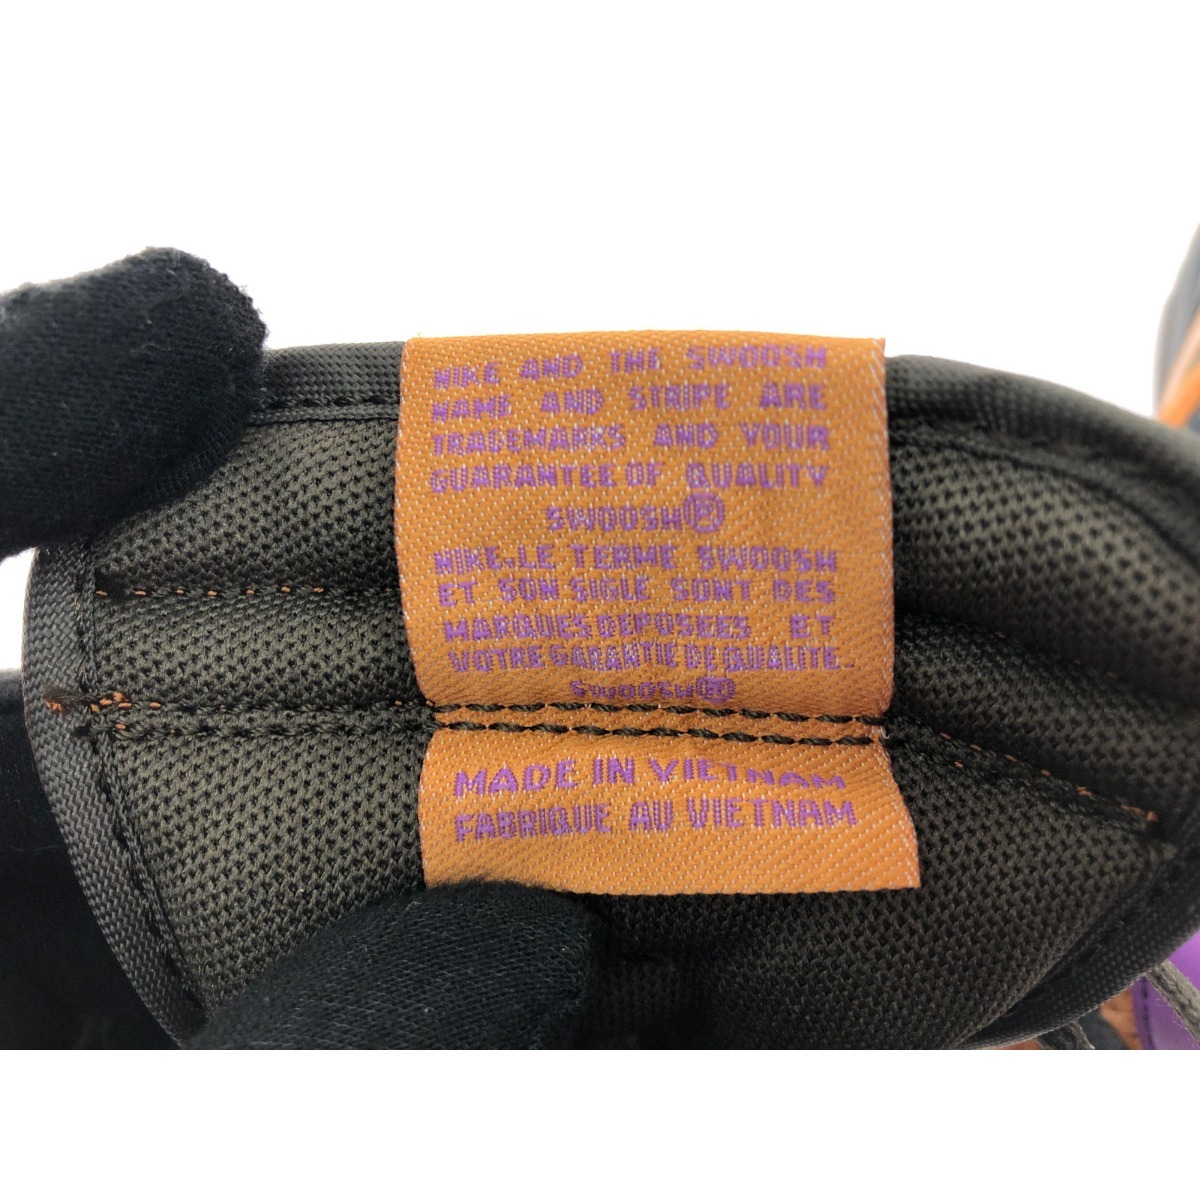 NIKE AND THE SWOOSH
NAME AND STRIPE ARE
TRADEMARKS AND YOUR
GUARANTEE OF QUALITY
SWOOSH®
NIKE.LE TERME SWOOSH
ET SON SIGLE SONT DES
MARQUES DEPOSEES ET
VOTRE GARANTIE DE QUALITE.
SWOOSH®
MADE IN VIETNAM
FABRIQUE AU VIETNAM